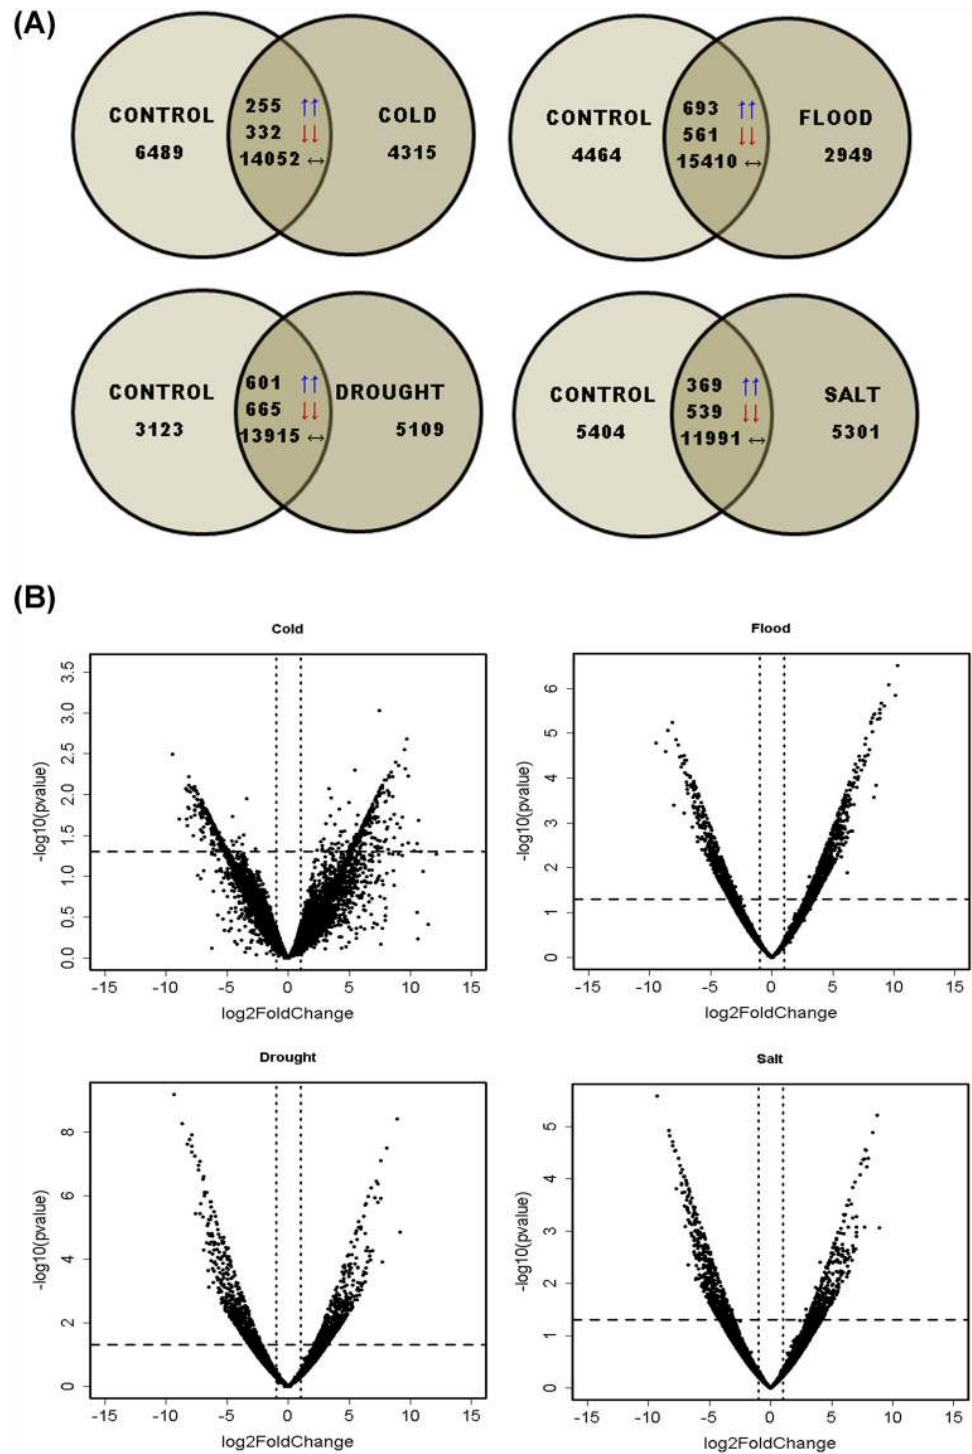 (A)
CONTROL 6489
255 ↑↑
332 ↓↓
14052 ↔
COLD 4315
CONTROL 4464
693 ↑↑
561 ↓↓
15410 ↔
FLOOD 2949
CONTROL 3123
601 ↑↑
665 ↓↓
13915 ↔
DROUGHT 5109
CONTROL 5404
369 ↑↑
539 ↓↓
11991 ↔
SALT 5301
(B)
Cold
-log10(pvalue)
3.5
3.0
2.5
2.0
1.5
1.0
0.5
0.0
-15 -10 -5 0 5 10 15
log2FoldChange
Flood
-log10(pvalue)
6
5
4
3
2
1
0
-15 -10 -5 0 5 10 15
log2FoldChange
Drought
-log10(pvalue)
8
6
4
2
0
-15 -10 -5 0 5 10 15
log2FoldChange
Salt
-log10(pvalue)
5
4
3
2
1
0
-15 -10 -5 0 5 10 15
log2FoldChange